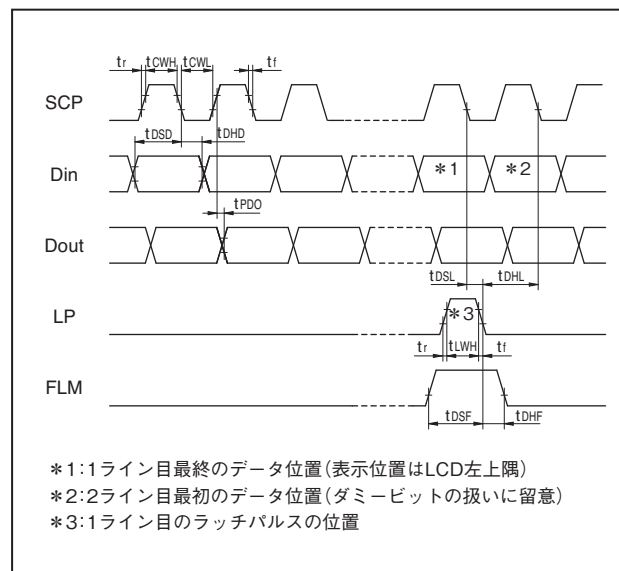 tr tCWH tCWL tf
SCP
tDSD tDHD
Din *1 *2
tPDO
Dout
tDSL tDHL
LP *3
tr tLWH tf
FLM
tDSF tDHF
*1:1ライン目最終のデータ位置(表示位置はLCD左上隅)
*2:2ライン目最初のデータ位置(ダミービットの扱いに留意)
*3:1ライン目のラッチパルスの位置